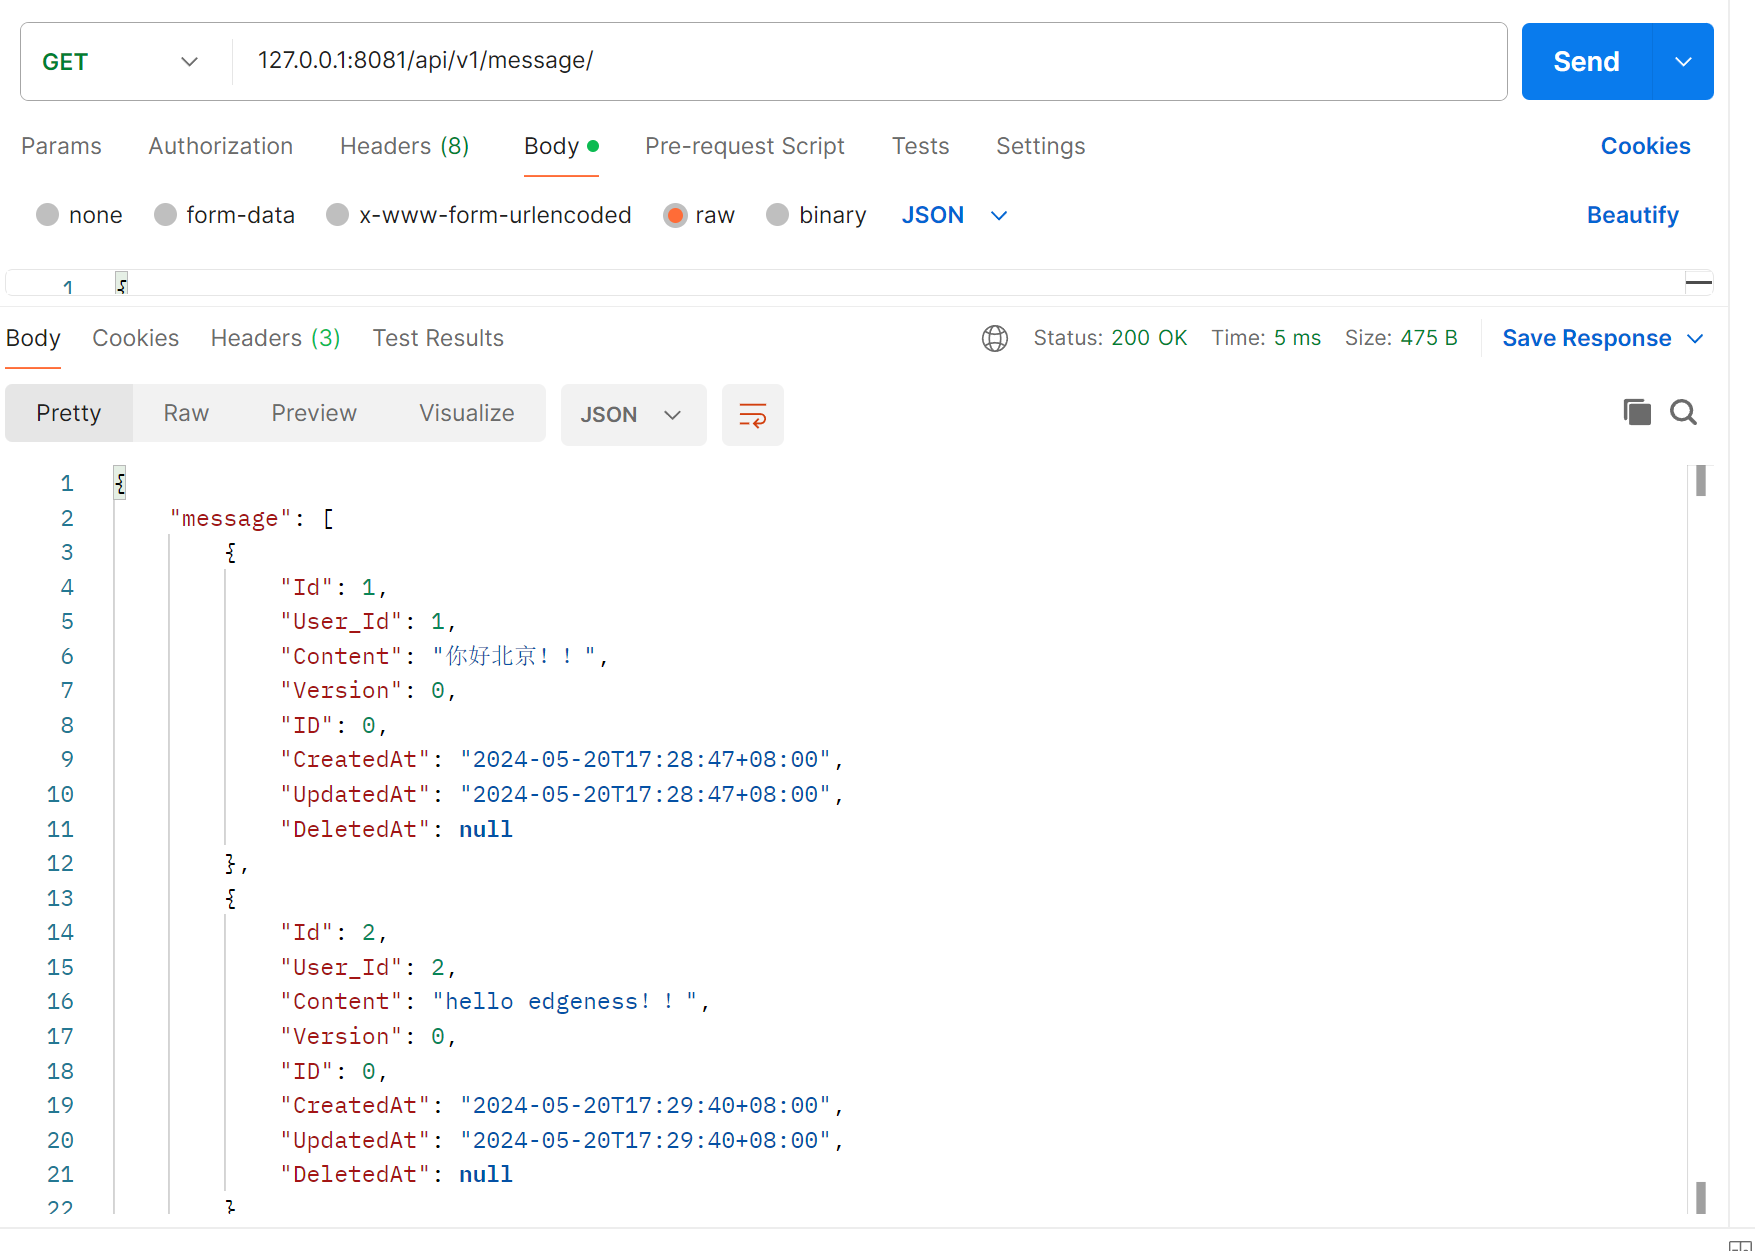 GET 127.0.0.1:8081/api/v1/message/ Send
Params Authorization Headers (8) Body Pre-request Script Tests Settings Cookies
none form-data x-www-form-urlencoded raw binary JSON Beautify
1 {
Body Cookies Headers (3) Test Results Status: 200 OK Time: 5 ms Size: 475 B Save Response
Pretty Raw Preview Visualize JSON
1 {
2 "message": [
3 {
4 "Id": 1,
5 "User_Id": 1,
6 "Content": "你好北京！！",
7 "Version": 0,
8 "ID": 0,
9 "CreatedAt": "2024-05-20T17:28:47+08:00",
10 "UpdatedAt": "2024-05-20T17:28:47+08:00",
11 "DeletedAt": null
12 },
13 {
14 "Id": 2,
15 "User_Id": 2,
16 "Content": "hello edgeness！！",
17 "Version": 0,
18 "ID": 0,
19 "CreatedAt": "2024-05-20T17:29:40+08:00",
20 "UpdatedAt": "2024-05-20T17:29:40+08:00",
21 "DeletedAt": null
22 }